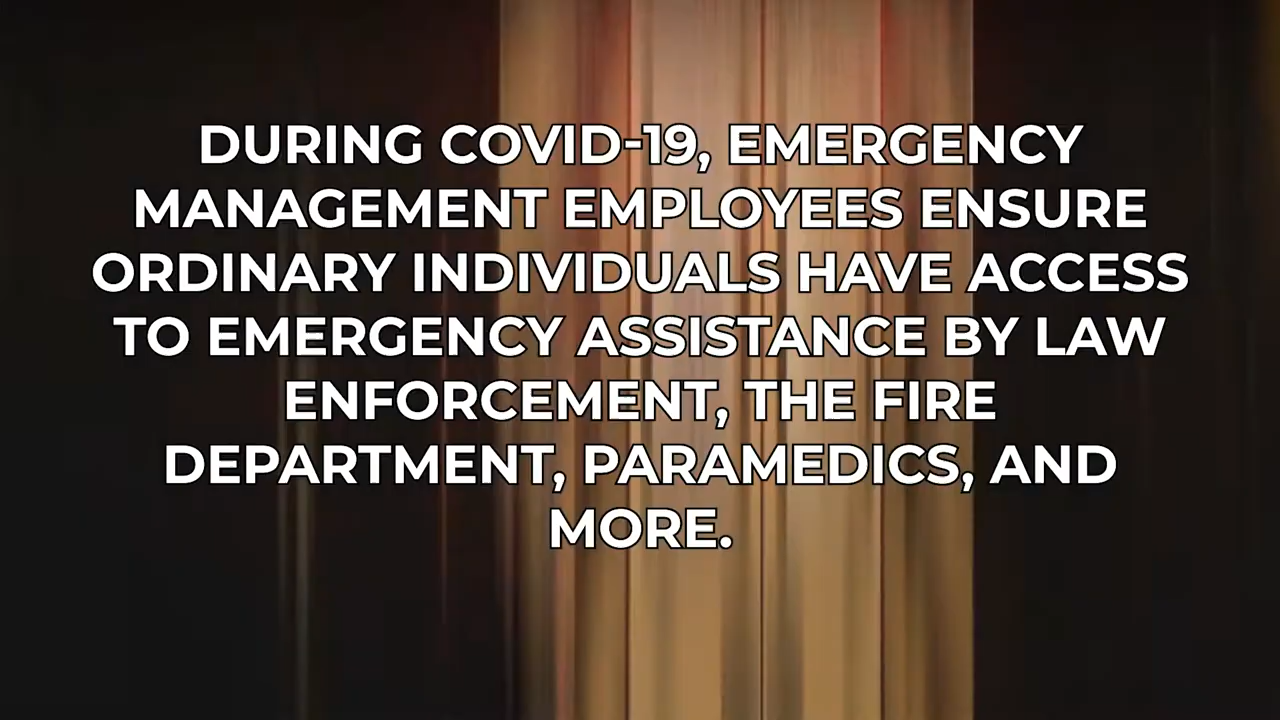 DURING COVID-19, EMERGENCY
MANAGEMENT EMPLOYEES ENSURE
ORDINARY INDIVIDUALS HAVE ACCESS
TO EMERGENCY ASSISTANCE BY LAW
ENFORCEMENT, THE FIRE
DEPARTMENT, PARAMEDICS, AND
MORE.